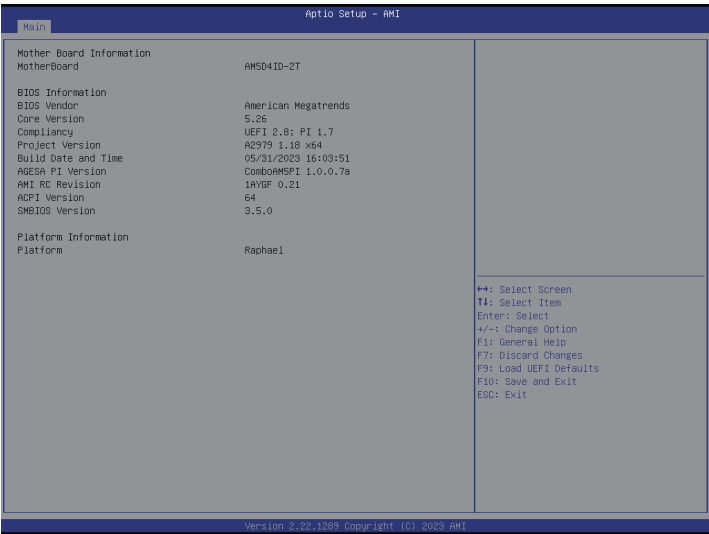 Aptio Setup - AMI
Main
Mother Board Information
MotherBoard AM5D4ID-2T
BIOS Information
BIOS Vendor American Megatrends
Core Version 5.26
Compliancy UEFI 2.8; PI 1.7
Project Version A2979 1.18 x64
Build Date and Time 05/31/2023 16:03:51
AGESA PI Version ComboAM5PI 1.0.0.7a
AMI RC Revision 1AYGF 0.21
ACPI Version 64
SMBIOS Version 3.5.0
Platform Information
Platform Raphael
↔: Select Screen
↑↓: Select Item
Enter: Select
+/-: Change Option
F1: General Help
F7: Discard Changes
F9: Load UEFI Defaults
F10: Save and Exit
ESC: Exit
Version 2.22.1289 Copyright (C) 2023 AMI